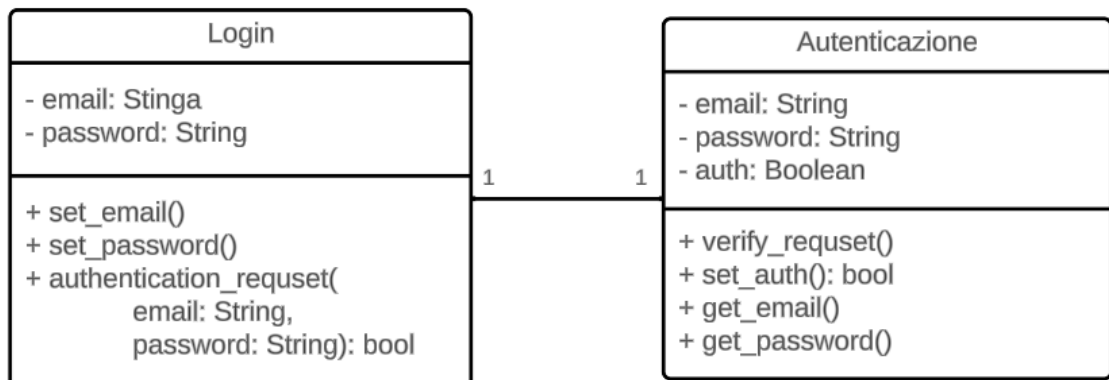 Login
- email: Stinga
- password: String
+ set_email()
+ set_password()
+ authentication_requset(
email: String,
password: String): bool
1
1
Autenticazione
- email: String
- password: String
- auth: Boolean
+ verify_requset()
+ set_auth(): bool
+ get_email()
+ get_password()